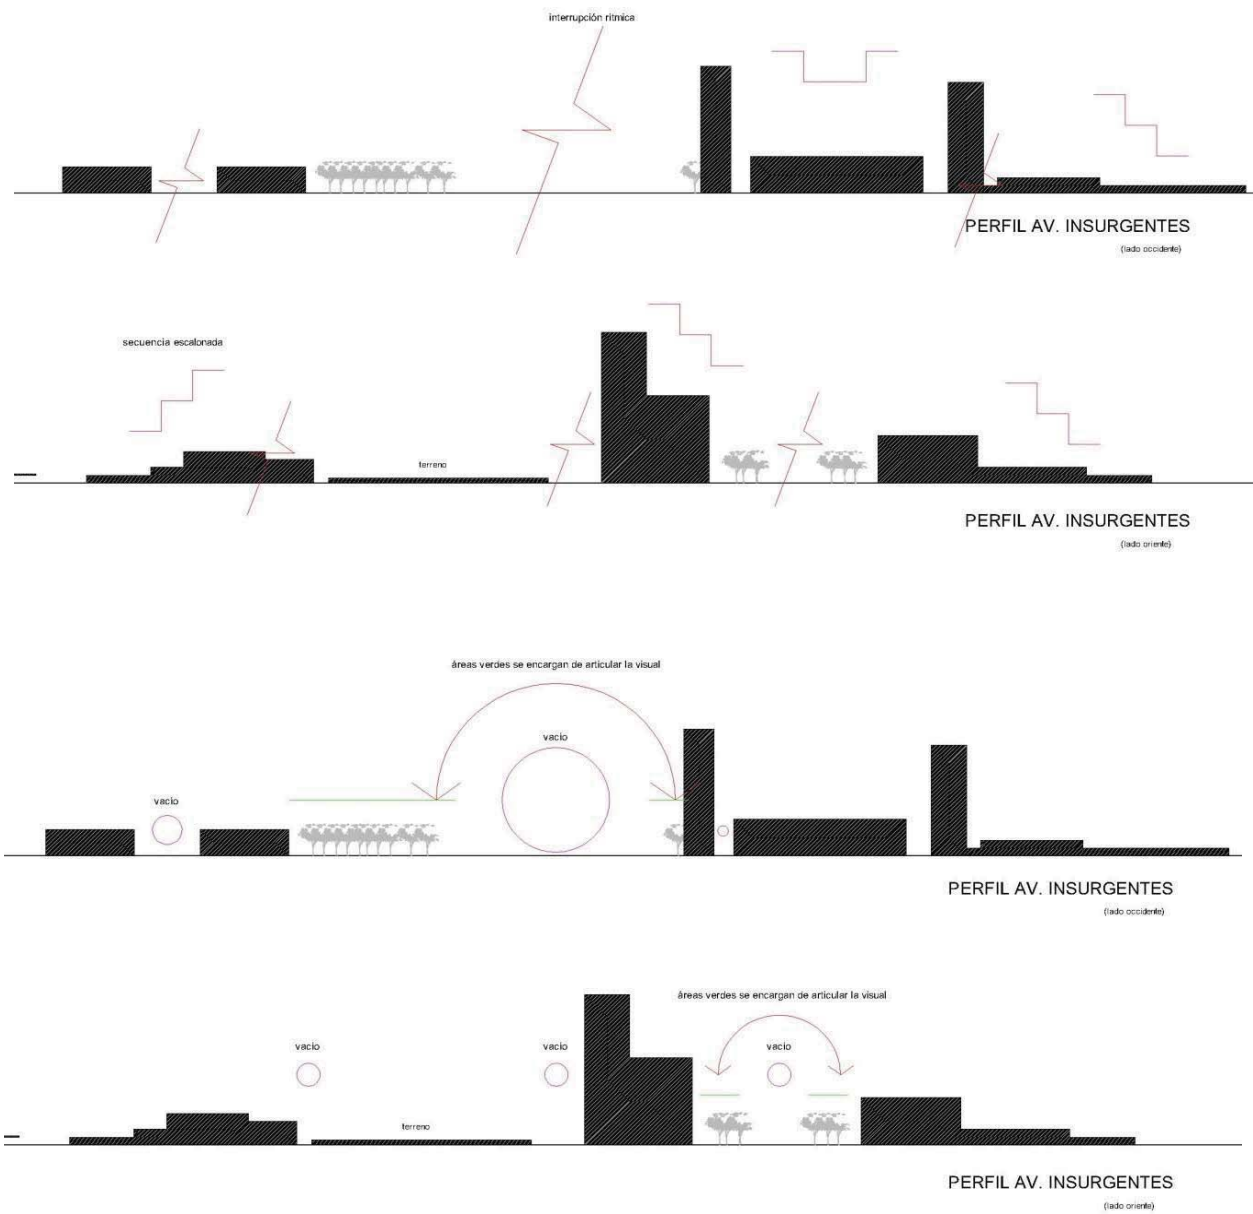 interrupción rítmica
PERFIL AV. INSURGENTES
(lado occidente)
secuencia escalonada
terreno
PERFIL AV. INSURGENTES
(lado oriente)
áreas verdes se encargan de articular la visual
vacio
vacio
PERFIL AV. INSURGENTES
(lado occidente)
áreas verdes se encargan de articular la visual
vacio
vacio
vacio
terreno
PERFIL AV. INSURGENTES
(lado oriente)